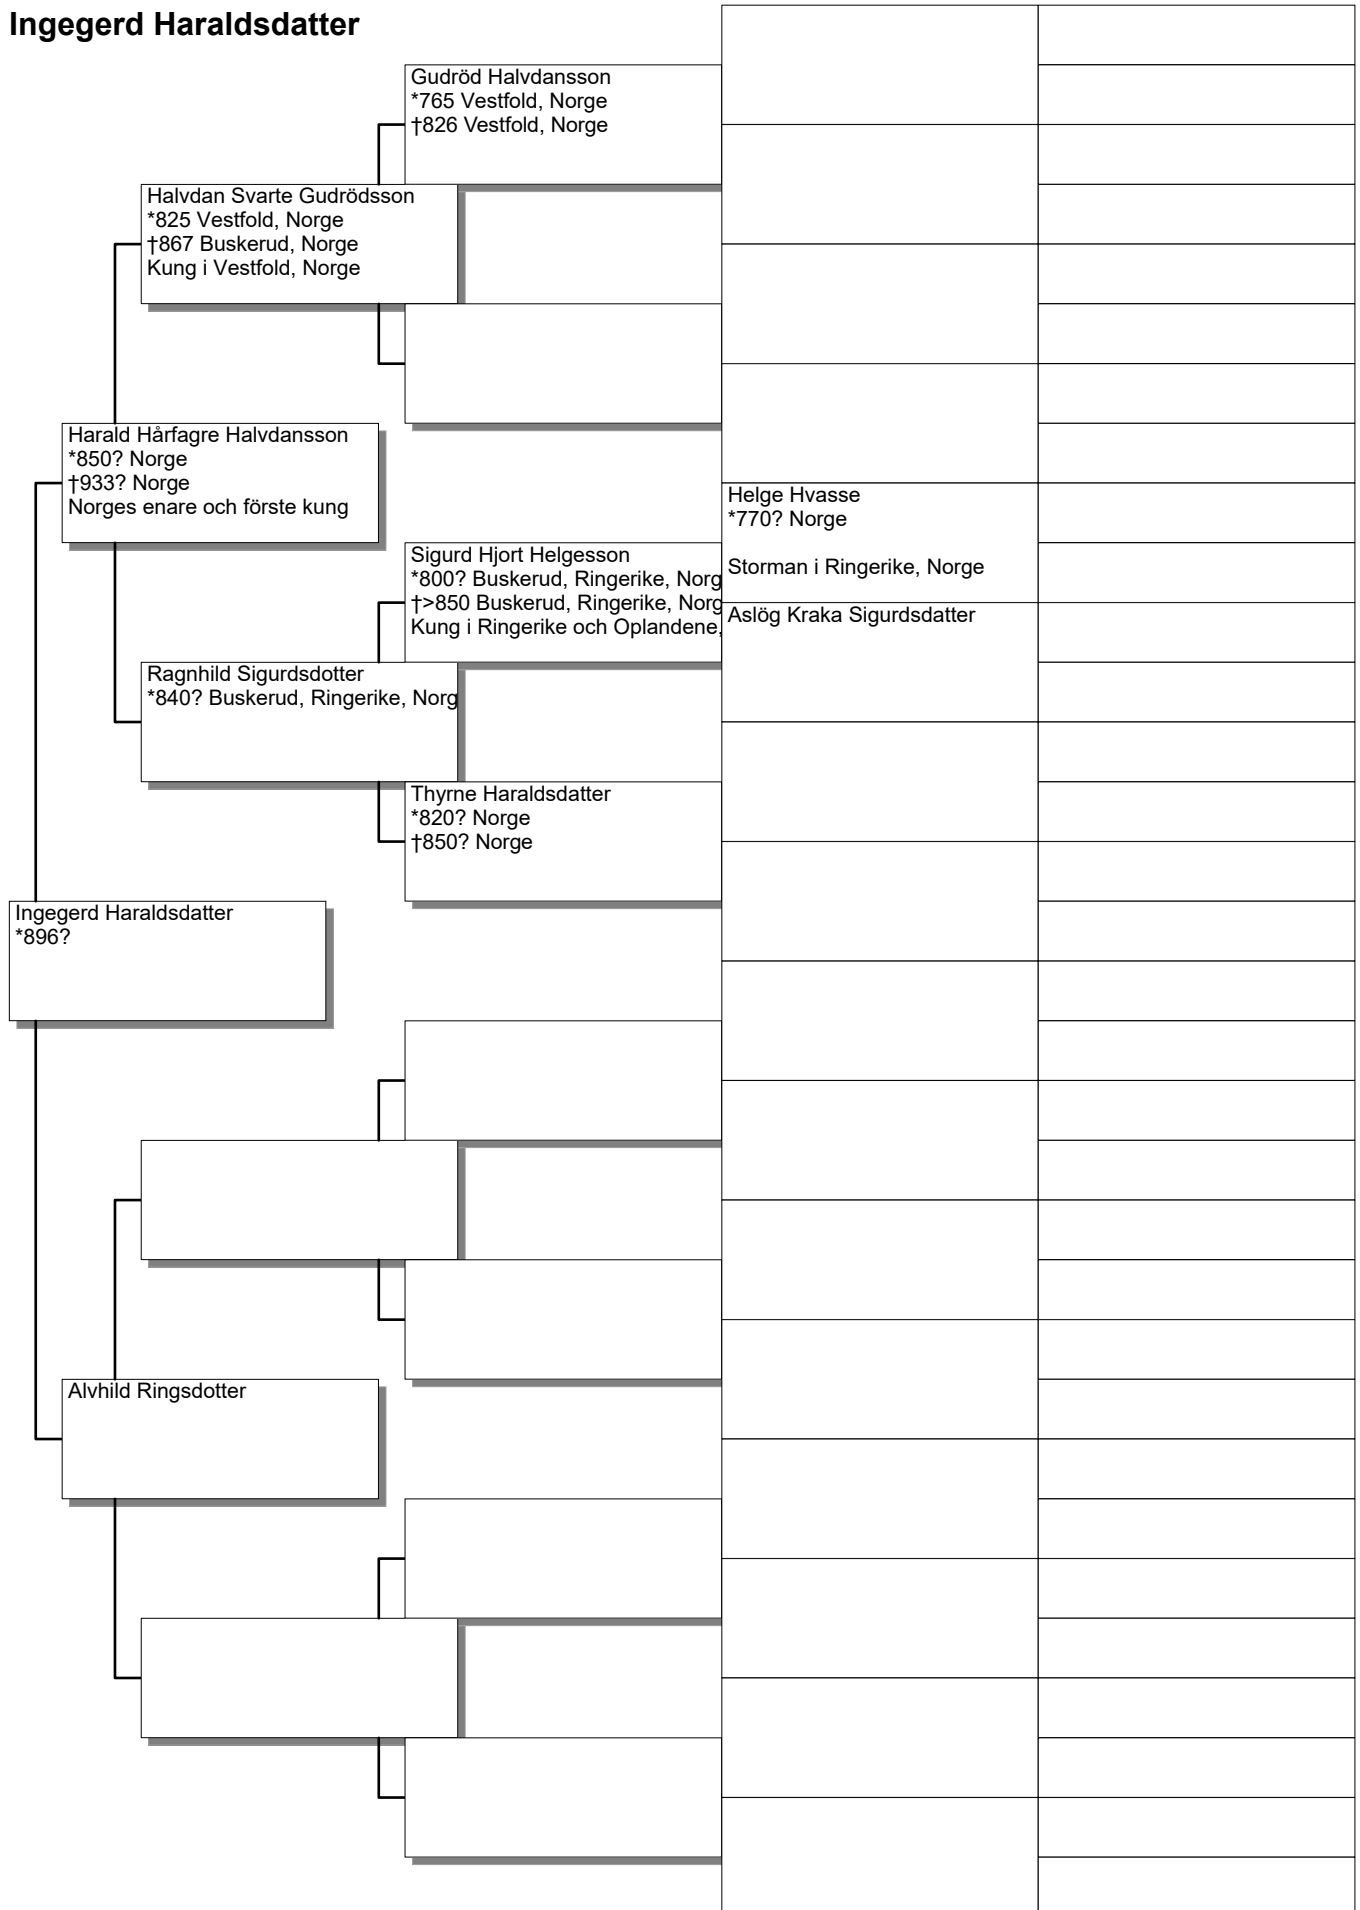 Ingegerd Haraldsdatter
Gudröd Halvdansson
*765 Vestfold, Norge
†826 Vestfold, Norge
Halvdan Svarte Gudrödsson
*825 Vestfold, Norge
†867 Buskerud, Norge
Kung i Vestfold, Norge
Harald Hårfagre Halvdansson
*850? Norge
†933? Norge
Norges enare och förste kung
Helge Hvasse
*770? Norge
Storman i Ringerike, Norge
Sigurd Hjort Helgesson
*800? Buskerud, Ringerike, Norg
†>850 Buskerud, Ringerike, Norg
Kung i Ringerike och Oplandene,
Aslög Kraka Sigurdsdatter
Ragnhild Sigurdsdotter
*840? Buskerud, Ringerike, Norg
Thyrne Haraldsdatter
*820? Norge
†850? Norge
Ingegerd Haraldsdatter
*896?
Alvhild Ringsdotter